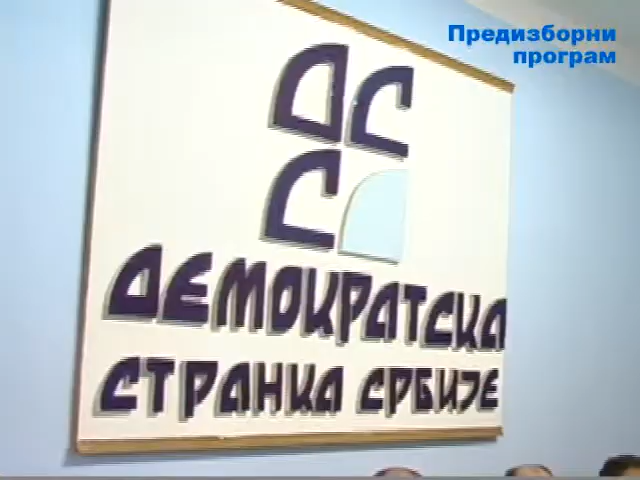 Предизборни
програм
ДС
С
ДЕМОКРАТСКА
СТРАНКА СРБИЈЕ